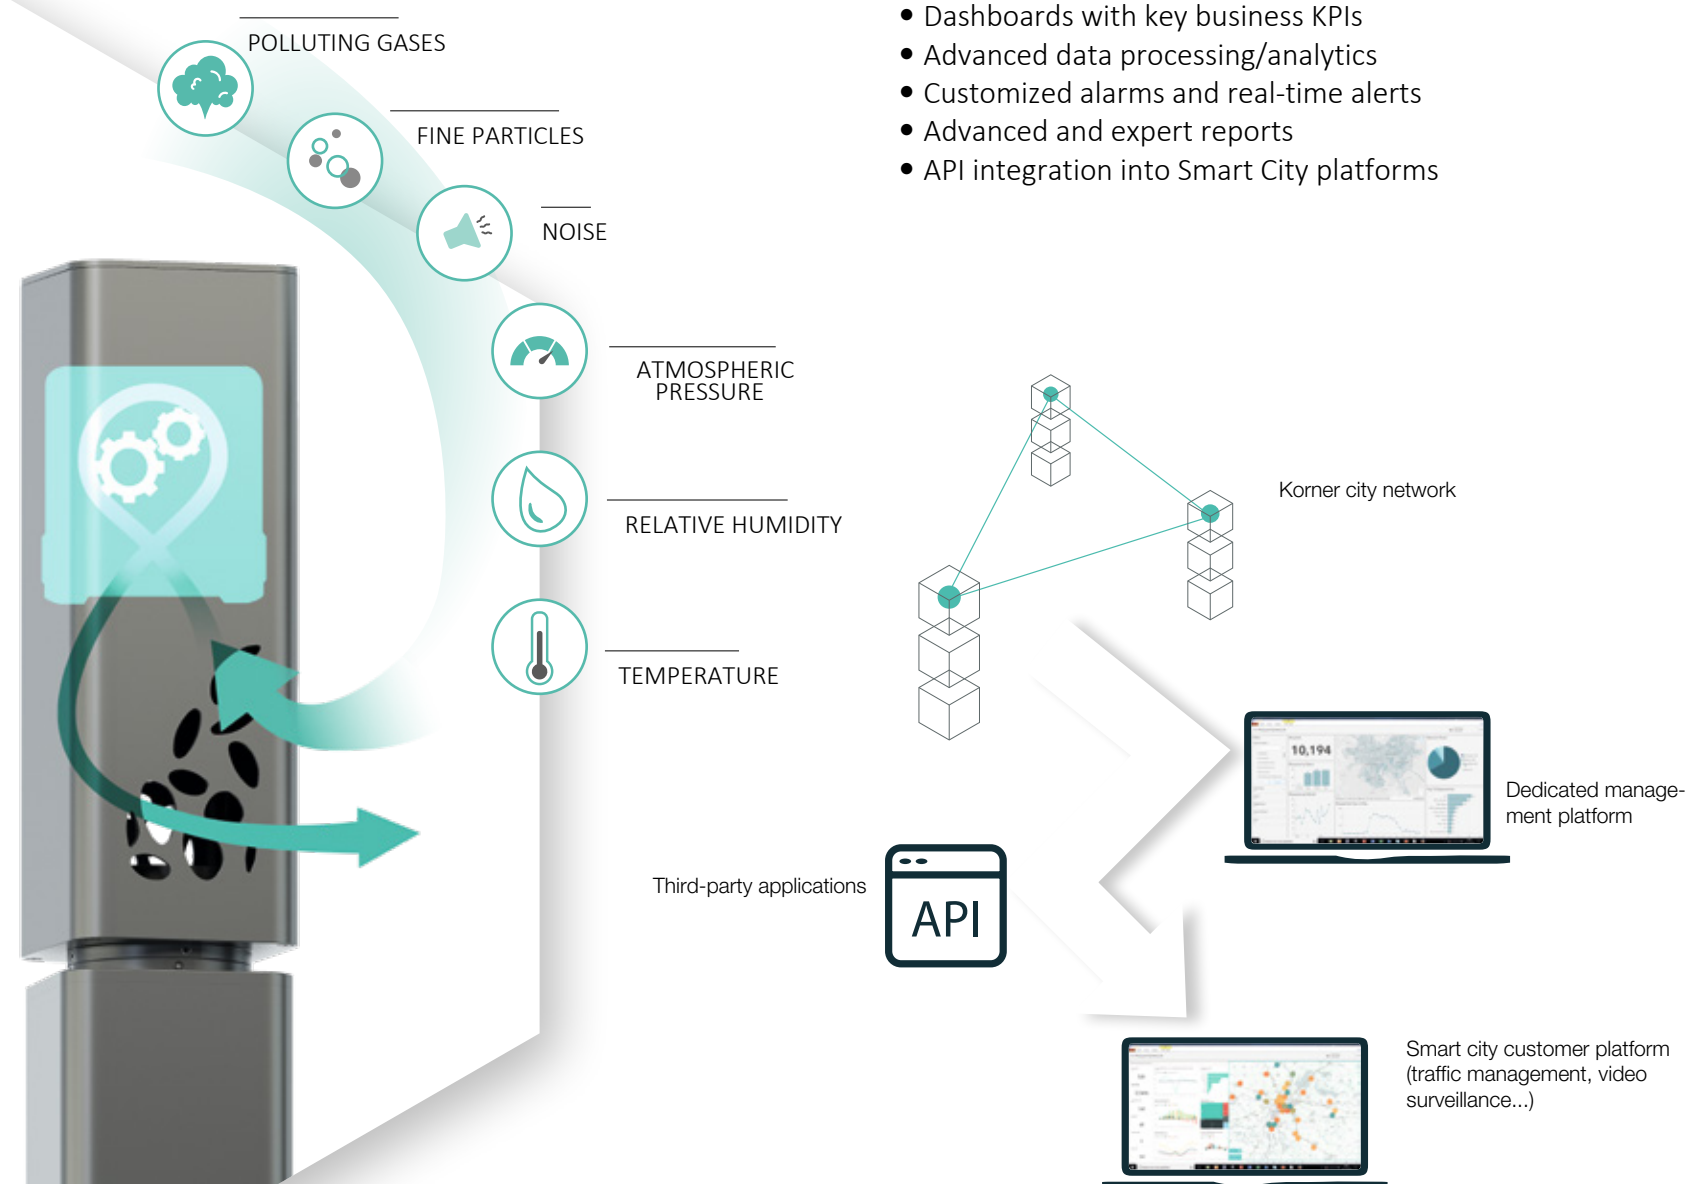 POLLUTING GASES
FINE PARTICLES
NOISE
ATMOSPHERIC
PRESSURE
RELATIVE HUMIDITY
TEMPERATURE
• Dashboards with key business KPIs
• Advanced data processing/analytics
• Customized alarms and real-time alerts
• Advanced and expert reports
• API integration into Smart City platforms
Korner city network
10,194
Dedicated manage-
ment platform
Third-party applications
API
Smart city customer platform
(traffic management, video
surveillance...)